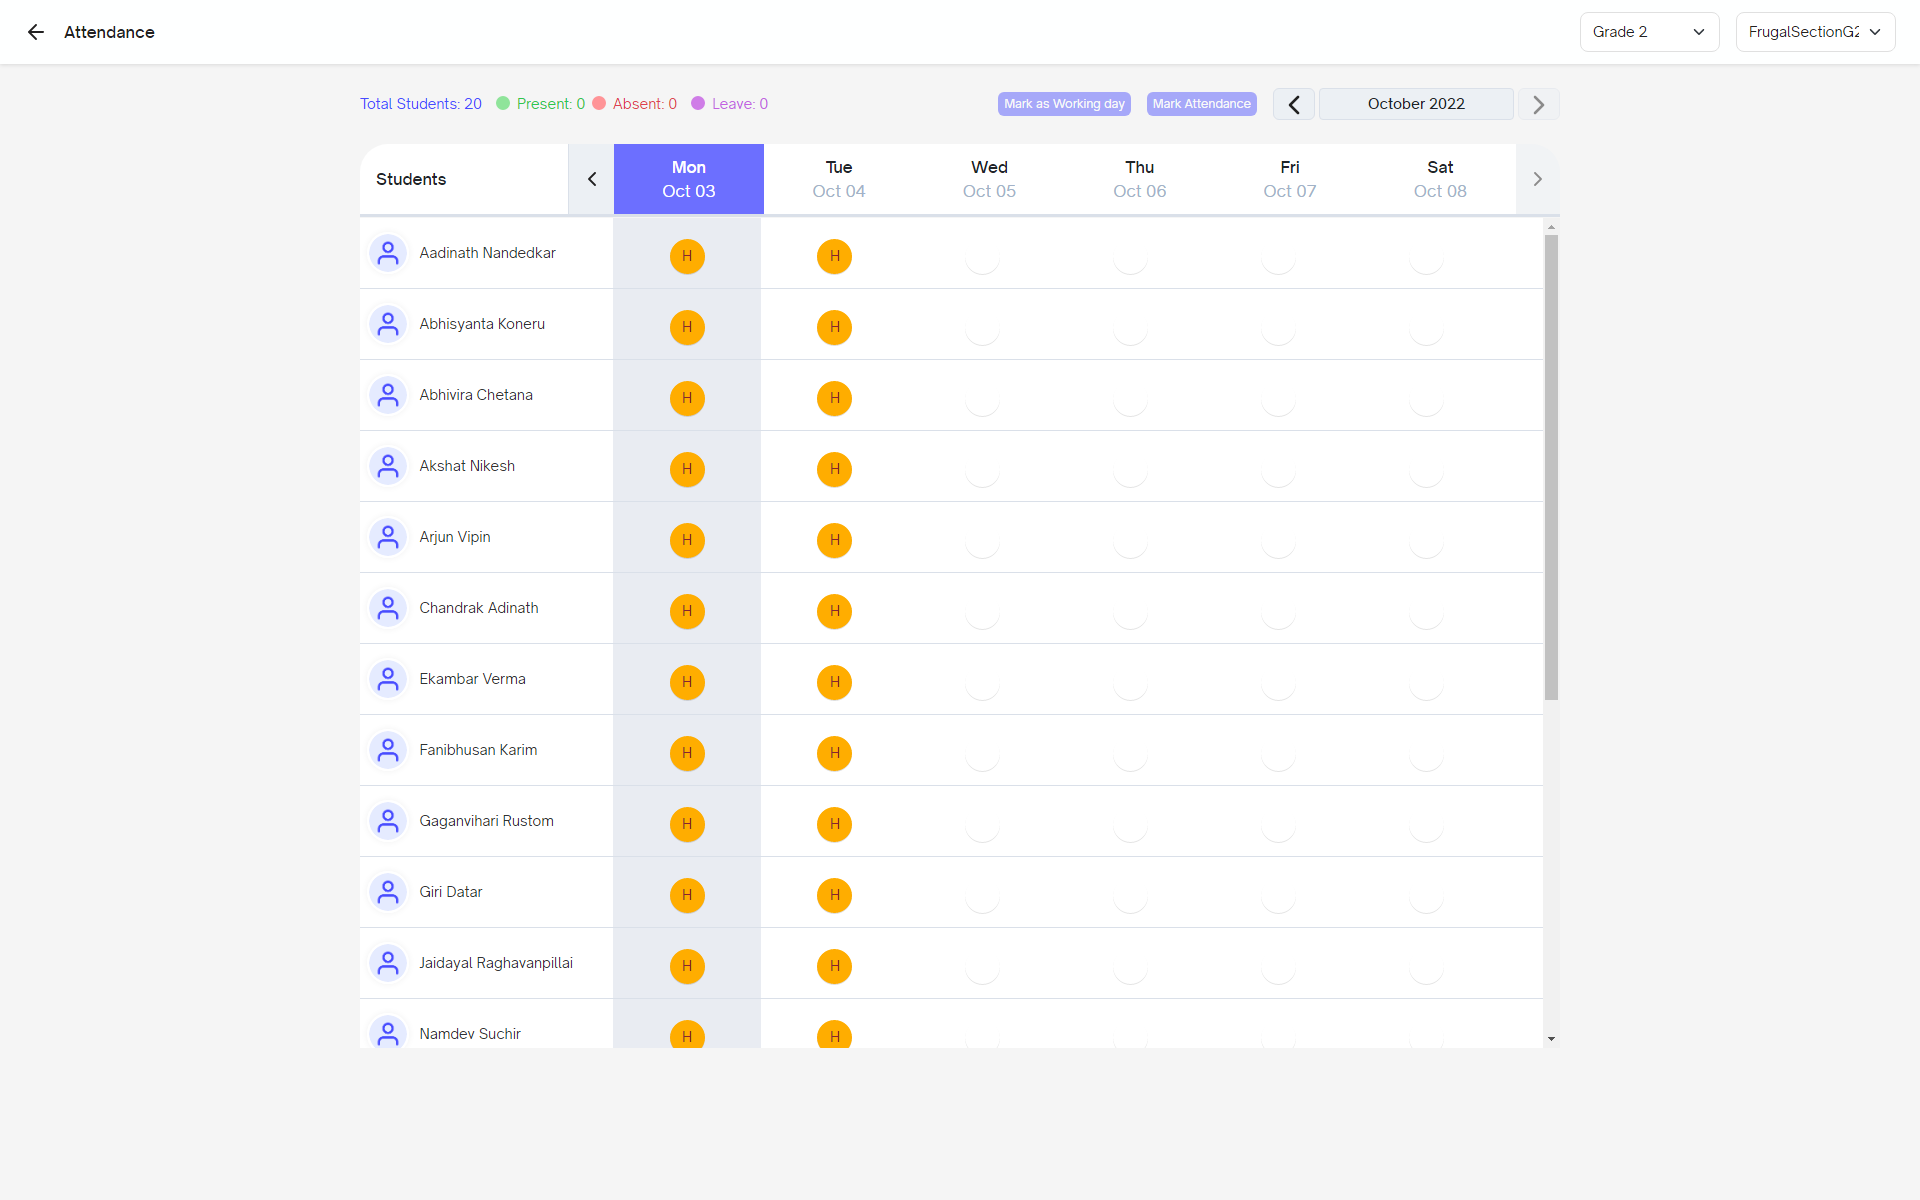 Attendance
Grade 2
FrugalSectionG2
Total Students: 20 Present: 0 Absent: 0 Leave: 0
Mark as Working day
Mark Attendance
October 2022
Students
Mon Tue Wed Thu Fri Sat
Oct 03 Oct 04 Oct 05 Oct 06 Oct 07 Oct 08
Aadinath Nandedkar H H
Abhisyanta Koneru H H
Abhivira Chetana H H
Akshat Nikesh H H
Arjun Vipin H H
Chandrak Adinath H H
Ekambar Verma H H
Fanibhusan Karim H H
Gaganvihari Rustom H H
Giri Datar H H
Jaidayal Raghavanpillai H H
Namdev Suchir H H